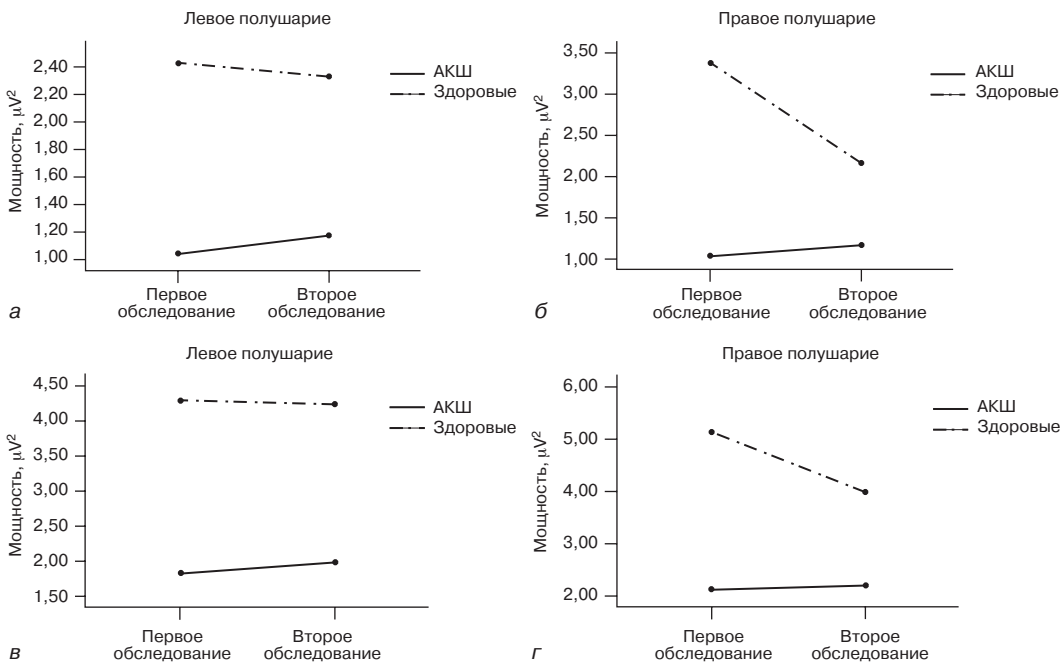 Левое полушарие
Мощность, μV²
2,40
2,20
2,00
1,80
1,60
1,40
1,20
1,00
АКШ
Здоровые
Первое обследование
Второе обследование
а
Правое полушарие
Мощность, μV²
3,50
3,00
2,50
2,00
1,50
1,00
АКШ
Здоровые
Первое обследование
Второе обследование
б
Левое полушарие
Мощность, μV²
4,50
4,00
3,50
3,00
2,50
2,00
1,50
АКШ
Здоровые
Первое обследование
Второе обследование
в
Правое полушарие
Мощность, μV²
6,00
5,00
4,00
3,00
2,00
АКШ
Здоровые
Первое обследование
Второе обследование
г